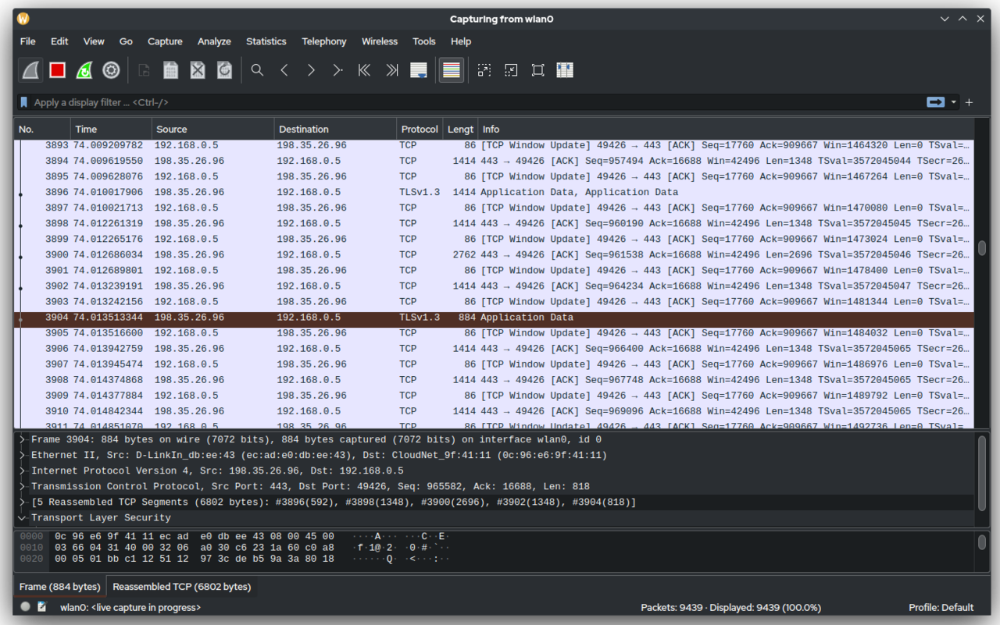 Capturing from wlan0
File Edit View Go Capture Analyze Statistics Telephony Wireless Tools Help
Apply a display filter ... <Ctrl-/>
No. Time Source Destination Protocol Lengt Info
3893 74.009209782 192.168.0.5 198.35.26.96 TCP 86 [TCP Window Update] 49426 → 443 [ACK] Seq=17760 Ack=909667 Win=1464320 Len=0 TSval=…
3894 74.009619550 198.35.26.96 192.168.0.5 TCP 1414 443 → 49426 [ACK] Seq=957494 Ack=16688 Win=42496 Len=1348 TSval=3572045044 TSecr=26…
3895 74.009628076 192.168.0.5 198.35.26.96 TCP 86 [TCP Window Update] 49426 → 443 [ACK] Seq=17760 Ack=909667 Win=1467264 Len=0 TSval=…
3896 74.010017906 198.35.26.96 192.168.0.5 TLSv1.3 1414 Application Data, Application Data
3897 74.010021713 192.168.0.5 198.35.26.96 TCP 86 [TCP Window Update] 49426 → 443 [ACK] Seq=17760 Ack=909667 Win=1470080 Len=0 TSval=…
3898 74.012261319 198.35.26.96 192.168.0.5 TCP 1414 443 → 49426 [ACK] Seq=960190 Ack=16688 Win=42496 Len=1348 TSval=3572045045 TSecr=26…
3899 74.012265176 192.168.0.5 198.35.26.96 TCP 86 [TCP Window Update] 49426 → 443 [ACK] Seq=17760 Ack=909667 Win=1473024 Len=0 TSval=…
3900 74.012686034 198.35.26.96 192.168.0.5 TCP 2762 443 → 49426 [ACK] Seq=961538 Ack=16688 Win=42496 Len=2696 TSval=3572045046 TSecr=26…
3901 74.012689801 192.168.0.5 198.35.26.96 TCP 86 [TCP Window Update] 49426 → 443 [ACK] Seq=17760 Ack=909667 Win=1478400 Len=0 TSval=…
3902 74.013239191 198.35.26.96 192.168.0.5 TCP 1414 443 → 49426 [ACK] Seq=964234 Ack=16688 Win=42496 Len=1348 TSval=3572045047 TSecr=26…
3903 74.013242156 192.168.0.5 198.35.26.96 TCP 86 [TCP Window Update] 49426 → 443 [ACK] Seq=17760 Ack=909667 Win=1481344 Len=0 TSval=…
3904 74.013513344 198.35.26.96 192.168.0.5 TLSv1.3 884 Application Data
3905 74.013516600 192.168.0.5 198.35.26.96 TCP 86 [TCP Window Update] 49426 → 443 [ACK] Seq=17760 Ack=909667 Win=1484032 Len=0 TSval=…
3906 74.013942759 198.35.26.96 192.168.0.5 TCP 1414 443 → 49426 [ACK] Seq=966400 Ack=16688 Win=42496 Len=1348 TSval=3572045065 TSecr=26…
3907 74.013945474 192.168.0.5 198.35.26.96 TCP 86 [TCP Window Update] 49426 → 443 [ACK] Seq=17760 Ack=909667 Win=1486976 Len=0 TSval=…
3908 74.014374868 198.35.26.96 192.168.0.5 TCP 1414 443 → 49426 [ACK] Seq=967748 Ack=16688 Win=42496 Len=1348 TSval=3572045065 TSecr=26…
3909 74.014377884 192.168.0.5 198.35.26.96 TCP 86 [TCP Window Update] 49426 → 443 [ACK] Seq=17760 Ack=909667 Win=1489792 Len=0 TSval=…
3910 74.014842344 198.35.26.96 192.168.0.5 TCP 1414 443 → 49426 [ACK] Seq=969096 Ack=16688 Win=42496 Len=1348 TSval=3572045065 TSecr=26…
3911 74.014851070 192.168.0.5 198.35.26.96 TCP 86 [TCP Window Update] 49426 → 443 [ACK] Seq=17760 Ack=909667 Win=1492736 Len=0 TSval=…
Frame 3904: 884 bytes on wire (7072 bits), 884 bytes captured (7072 bits) on interface wlan0, id 0
Ethernet II, Src: D-LinkIn_db:ee:43 (ec:ad:e0:db:ee:43), Dst: CloudNet_9f:41:11 (0c:96:e6:9f:41:11)
Internet Protocol Version 4, Src: 198.35.26.96, Dst: 192.168.0.5
Transmission Control Protocol, Src Port: 443, Dst Port: 49426, Seq: 965582, Ack: 16688, Len: 818
[5 Reassembled TCP Segments (6802 bytes): #3896(592), #3898(1348), #3900(2696), #3902(1348), #3904(818)]
Transport Layer Security
0000 0c 96 e6 9f 41 11 ec ad e0 db ee 43 08 00 45 00 ····A··· ···C··E·
0010 03 66 04 31 40 00 32 06 a0 30 c6 23 1a 60 c0 a8 ·f·1@·2· ·0·#·`··
0020 00 05 01 bb c1 12 51 12 97 3c de b5 9a 3a 80 18 ······Q· ·<···:··
Frame (884 bytes) Reassembled TCP (6802 bytes)
wlan0: <live capture in progress> Packets: 9439 · Displayed: 9439 (100.0%) Profile: Default